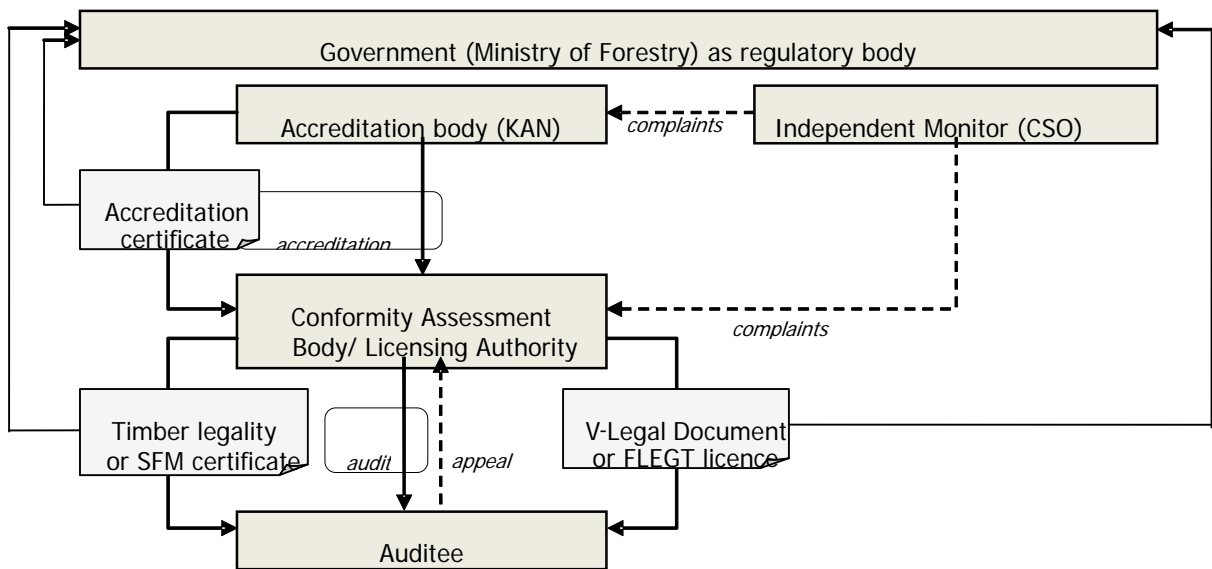 Government (Ministry of Forestry) as regulatory body
Accreditation body (KAN)
complaints
Independent Monitor (CSO)
Accreditation
certificate
accreditation
Conformity Assessment
Body/ Licensing Authority
complaints
Timber legality
or SFM certificate
audit
appeal
V-Legal Document
or FLEGT licence
Auditee